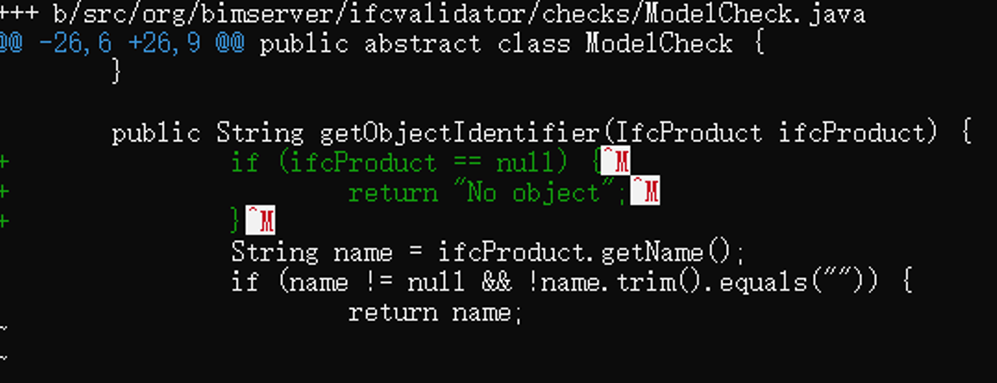 +++ b/src/org/bimserver/ifcvalidator/checks/ModelCheck.java
@@ -26,6 +26,9 @@ public abstract class ModelCheck {
        }

        public String getObjectIdentifier(IfcProduct ifcProduct) {
+               if (ifcProduct == null) {^M
+                       return "No object";^M
+               }^M
                String name = ifcProduct.getName();
                if (name != null && !name.trim().equals("")) {
                        return name;
~
~